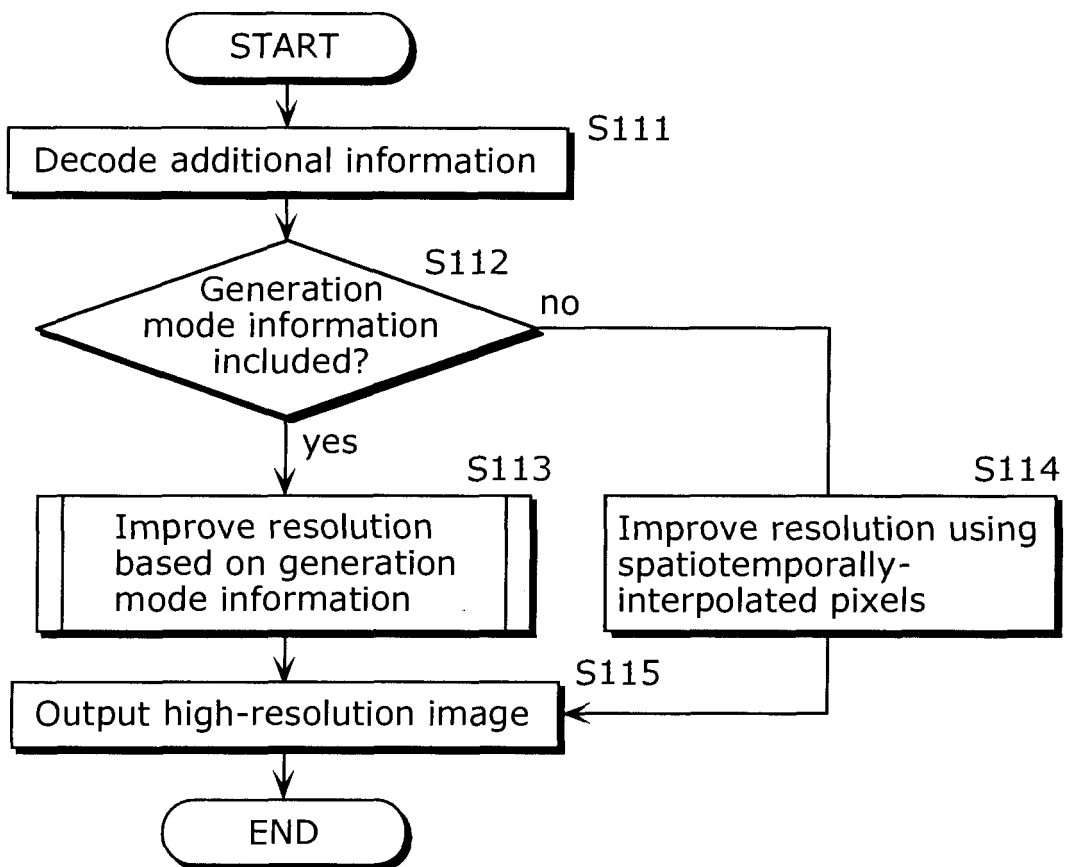 START
S111
Decode additional information
S112
Generation
mode information
included?
no
yes
S113
Improve resolution
based on generation
mode information
S114
Improve resolution using
spatiotemporally-
interpolated pixels
S115
Output high-resolution image
END